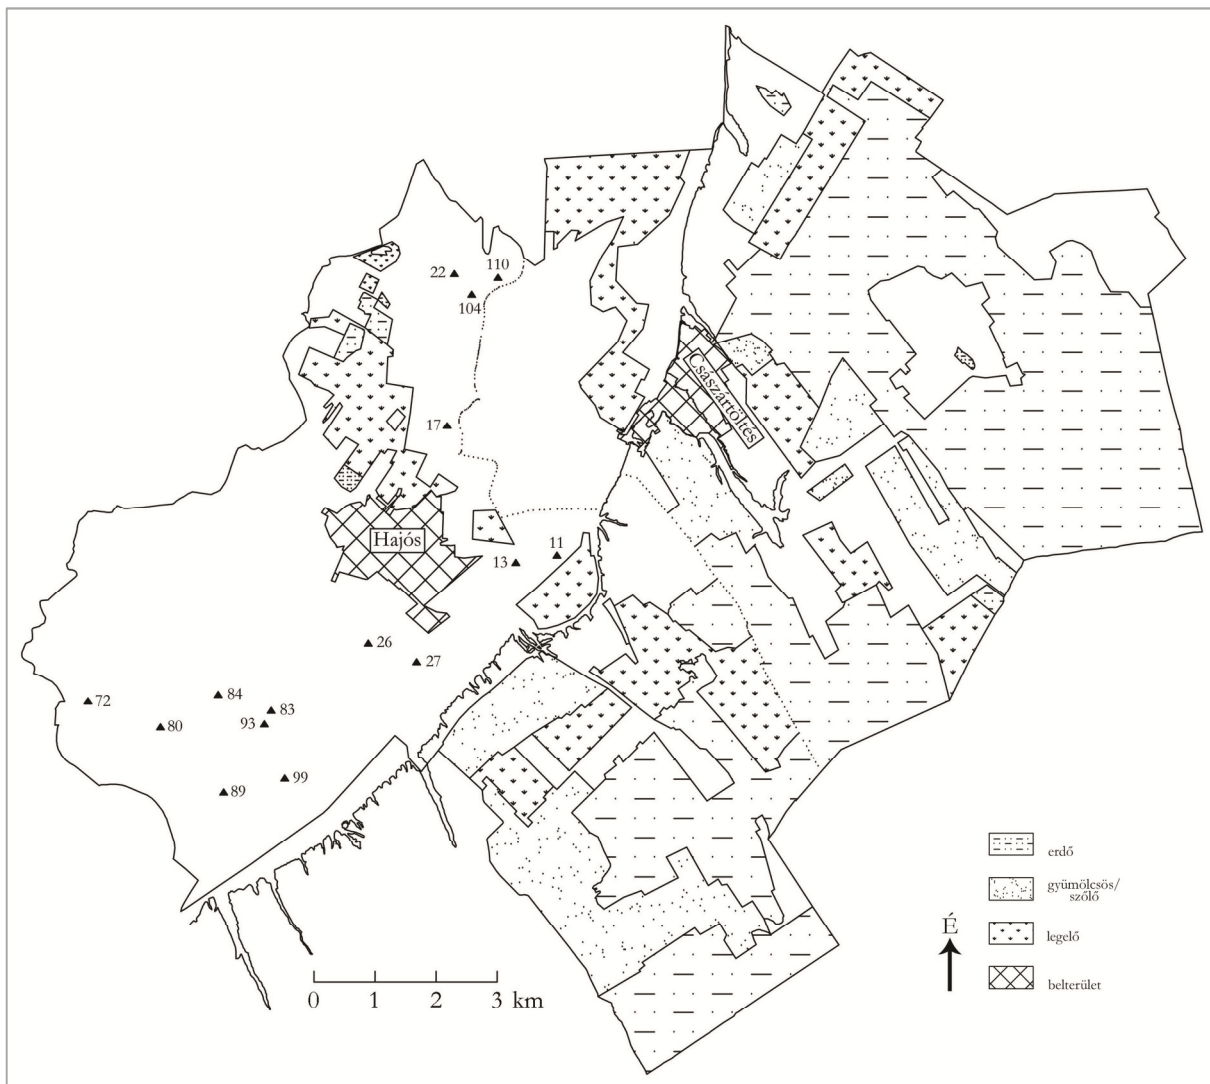 110
22
104
17
Császártöltés
Hajós
11
13
26
27
72
84
83
80
93
99
89
erdő
gyümölcsös/
szőlő
É
legelő
belterület
0 1 2 3 km